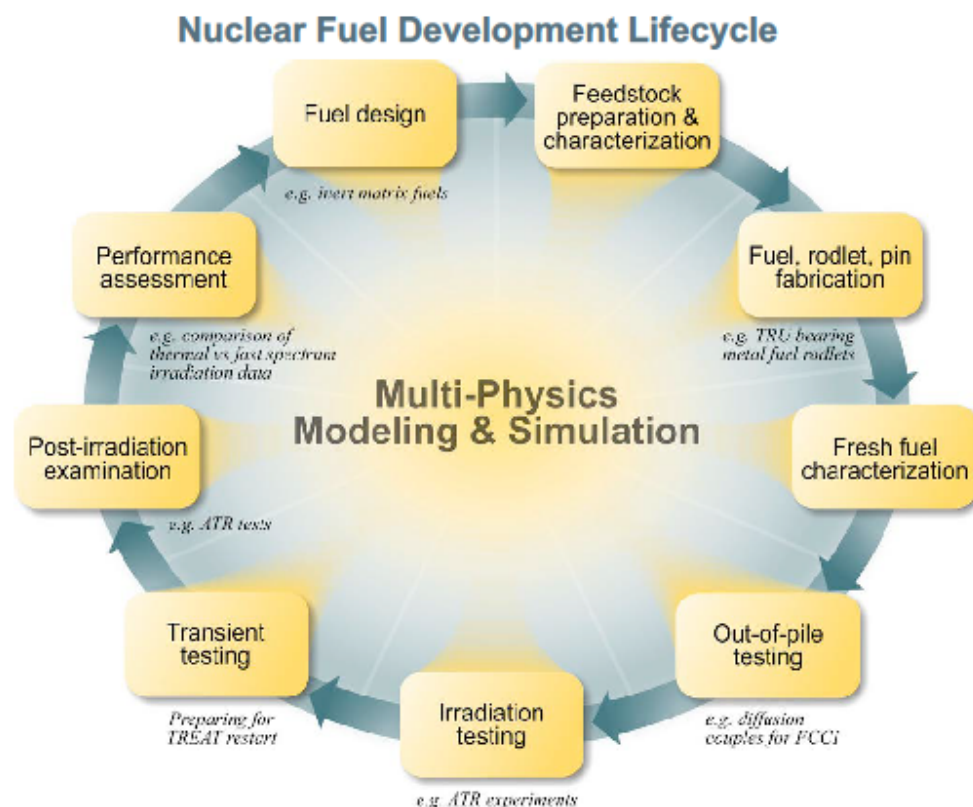 Nuclear Fuel Development Lifecycle
Fuel design
e.g. inert matrix fuels
Feedstock
preparation &
characterization
Fuel, rodlet, pin
fabrication
e.g. TRU bearing
metal fuel rodlets
Fresh fuel
characterization
Out-of-pile
testing
e.g. diffusion
couples for FCCI
Irradiation
testing
e.g. ATR experiments
Transient
testing
Preparing for
TREAT restart
Post-irradiation
examination
e.g. ATR tests
Performance
assessment
e.g. comparison of
thermal vs fast spectrum
irradiation data
Multi-Physics
Modeling & Simulation